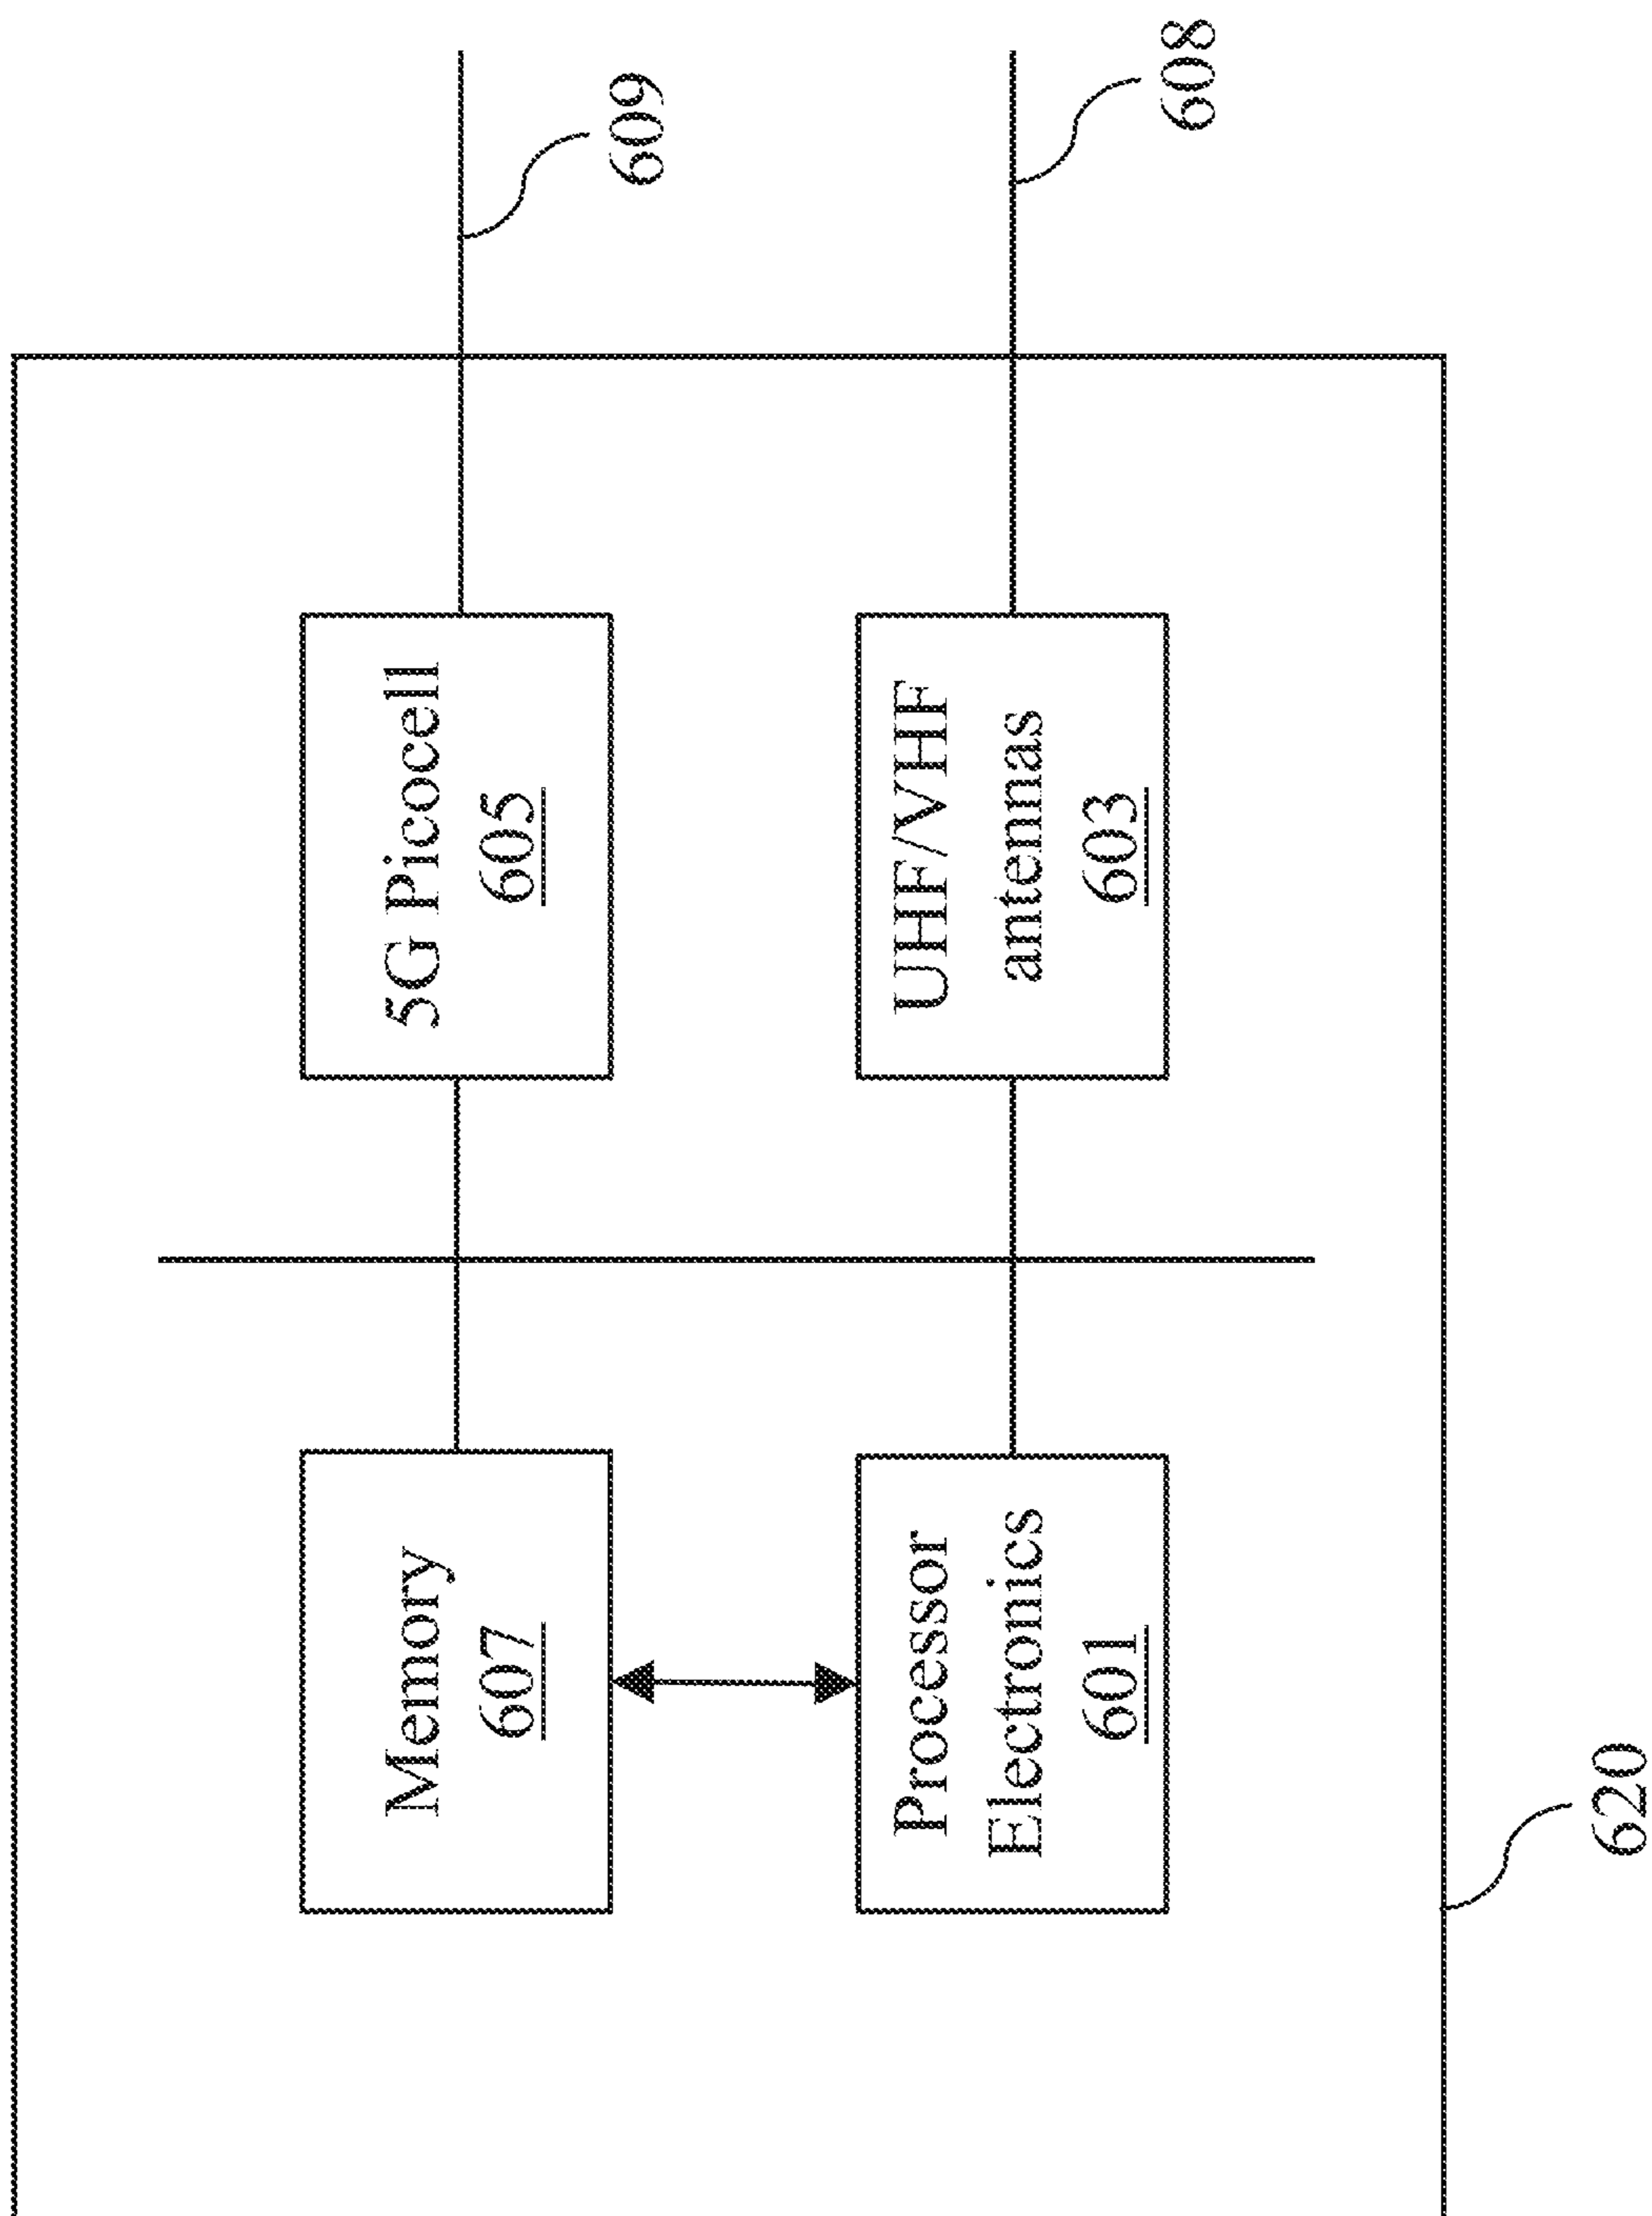 609
608
5G Picocell
605
UHF/VHF
antennas
603
Memory
607
Processor
Electronics
601
620